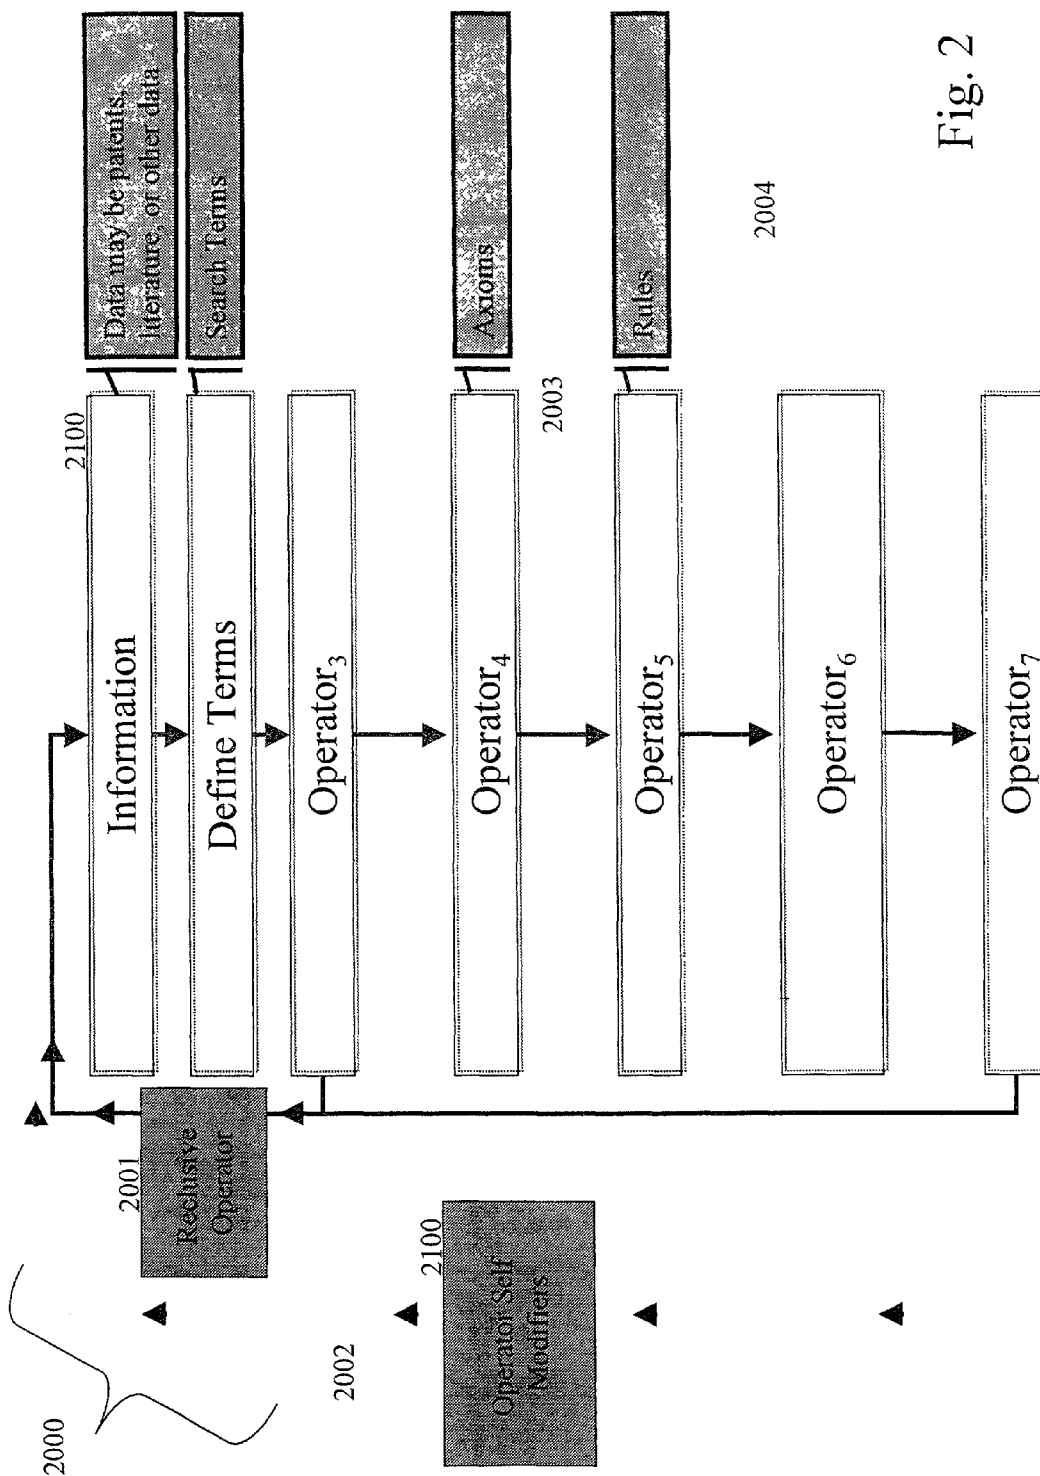 2000
2001
Reclusive
Operator
2002
2100
Operator Self
Modifiers
2100
Information
Data may be patents,
literature, or other data
Define Terms
Search Terms
Operator3
Operator4
Axioms
2003
Operator5
Rules
Operator6
2004
Operator7
Fig. 2